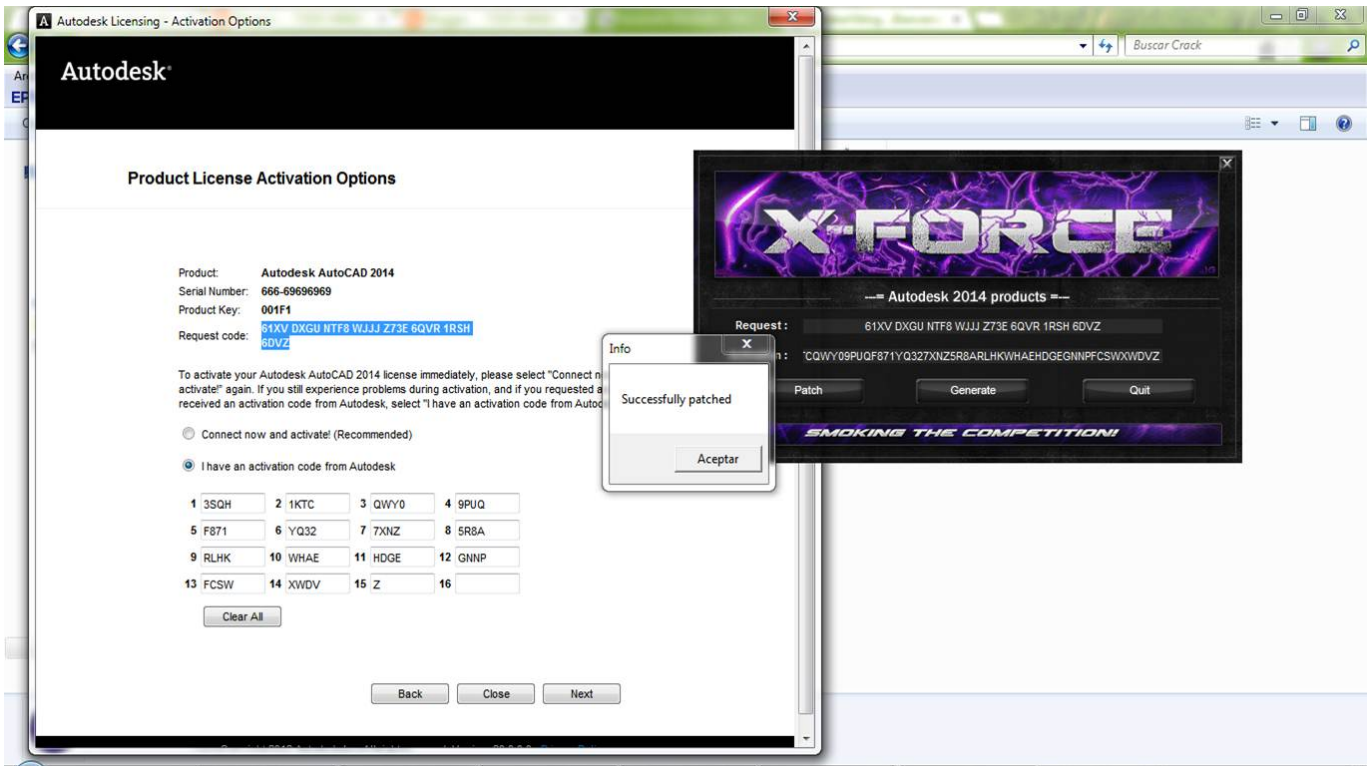 Autodesk Licensing - Activation Options
Buscar Crack
Autodesk
Product License Activation Options
Product: Autodesk AutoCAD 2014
Serial Number: 666-69696969
Product Key: 001F1
Request code: 61XV DXGU NTF8 WJJJ Z73E 6QVR 1RSH
6DVZ
To activate your Autodesk AutoCAD 2014 license immediately, please select "Connect n
activate!" again. If you still experience problems during activation, and if you requested a
received an activation code from Autodesk, select "I have an activation code from Autod
Connect now and activate! (Recommended)
I have an activation code from Autodesk
1 3SQH 2 1KTC 3 QWY0 4 9PUQ
5 F871 6 YQ32 7 7XNZ 8 5R8A
9 RLHK 10 WHAE 11 HDGE 12 GNNP
13 FCSW 14 XWDV 15 Z 16
Clear All
Back Close Next
X-FORCE
---= Autodesk 2014 products =---
Request: 61XV DXGU NTF8 WJJJ Z73E 6QVR 1RSH 6DVZ
n: TCQWY09PUQF871YQ327XNZ5R8ARLHKWHAEHDGEGNNPFCSWXWDVZ
Patch Generate Quit
SMOKING THE COMPETITION!
Info
Successfully patched
Aceptar